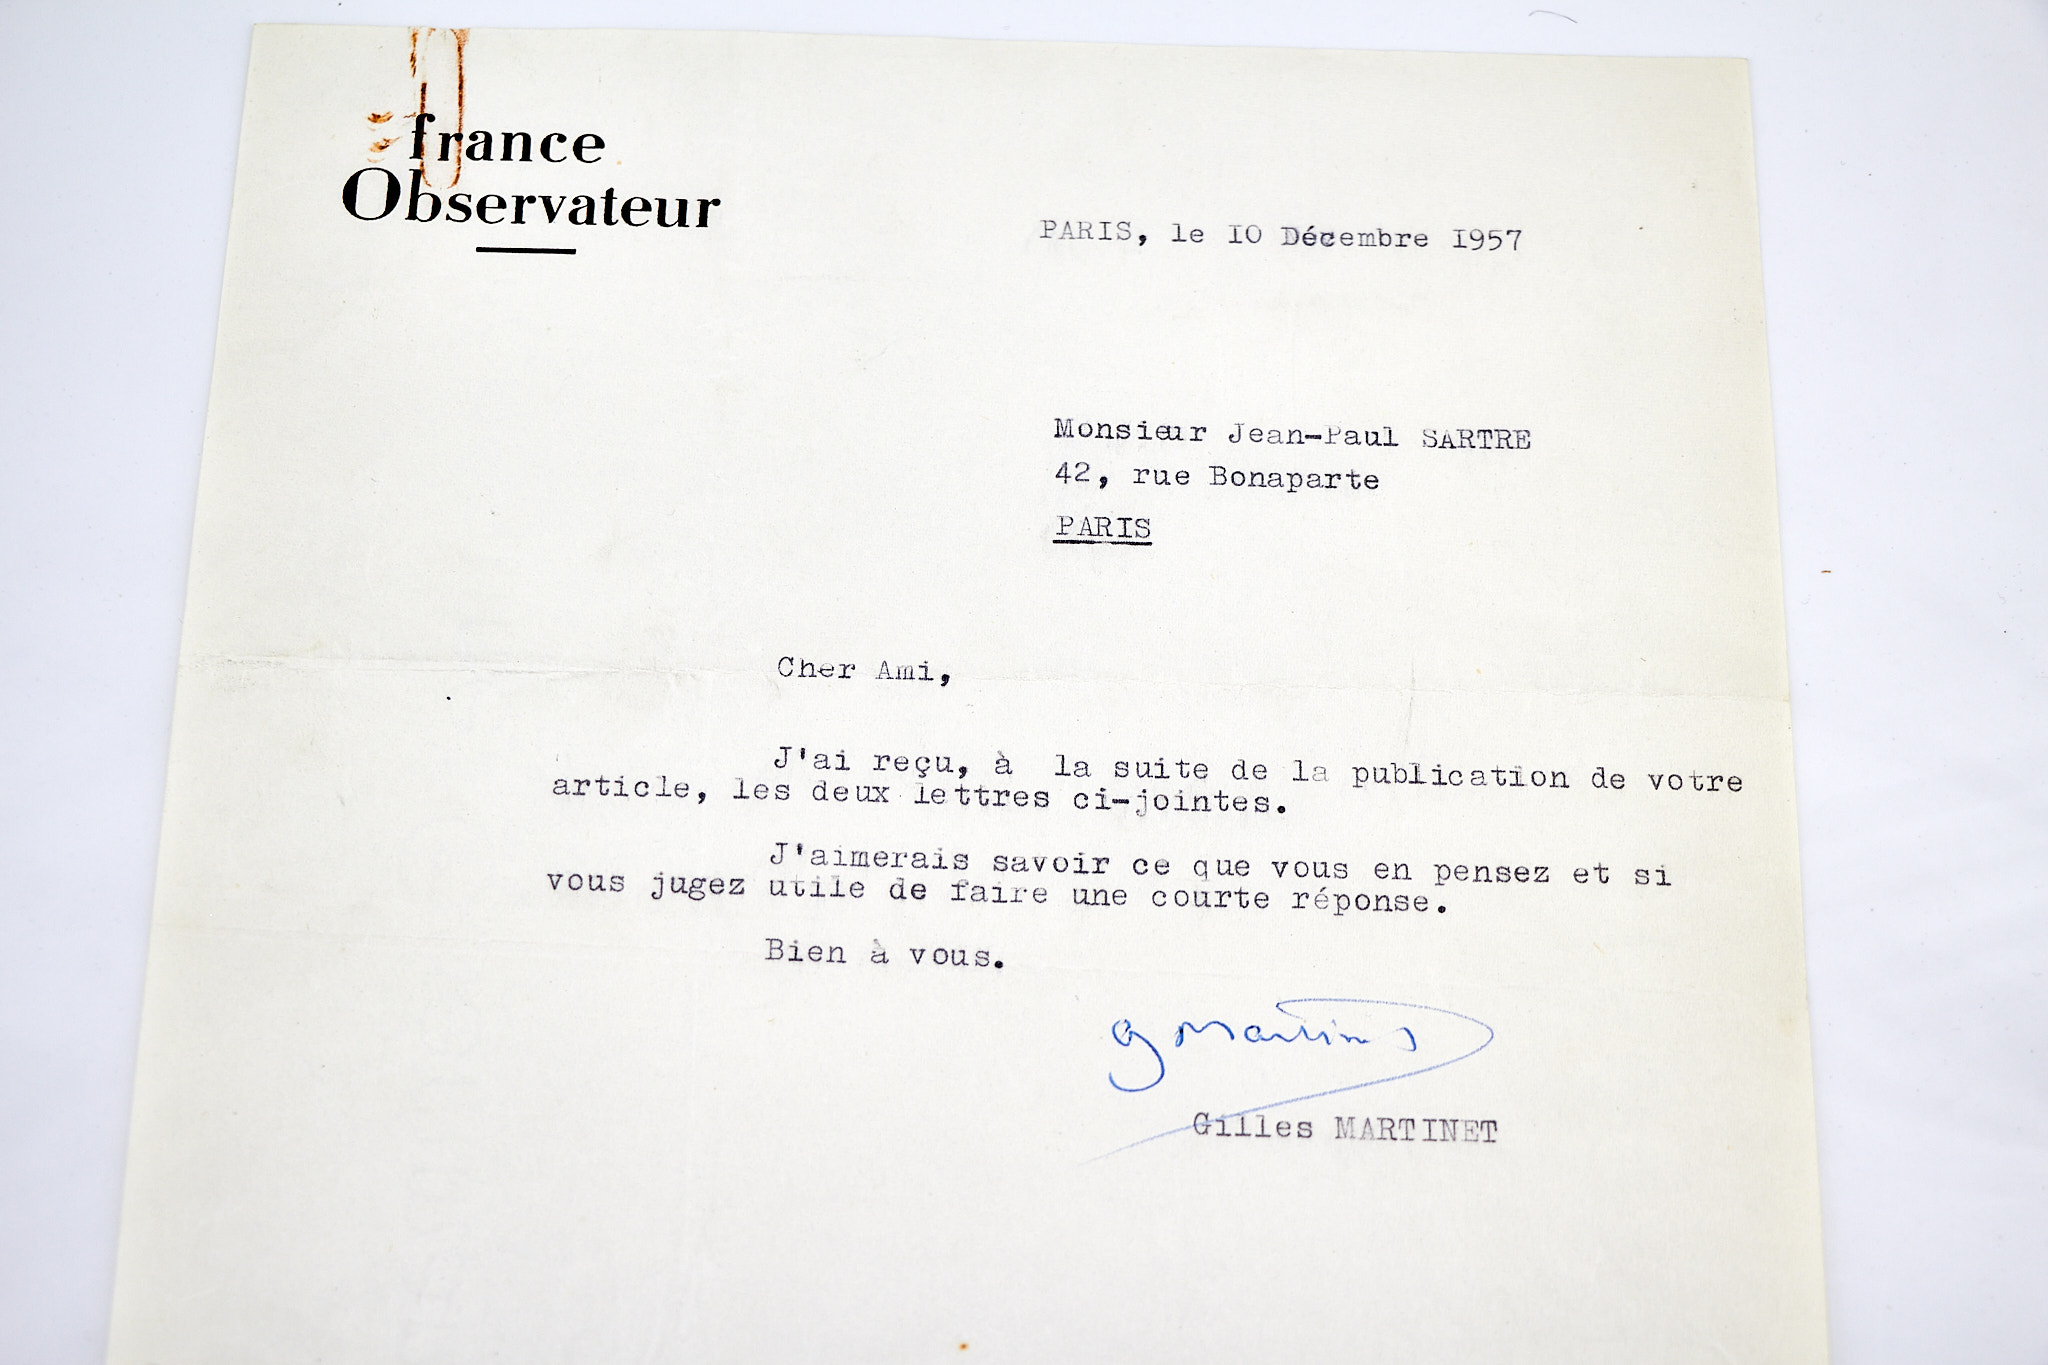 france
Observateur
PARIS, le IO Décembre I957
Monsieur Jean-Paul SARTRE
42, rue Bonaparte
PARIS
Cher Ami,
J'ai reçu, à la suite de la publication de votre
article, les deux lettres ci-jointes.
J'aimerais savoir ce que vous en pensez et si
vous jugez utile de faire une courte réponse.
Bien à vous.
G Martinet
Gilles MARTINET